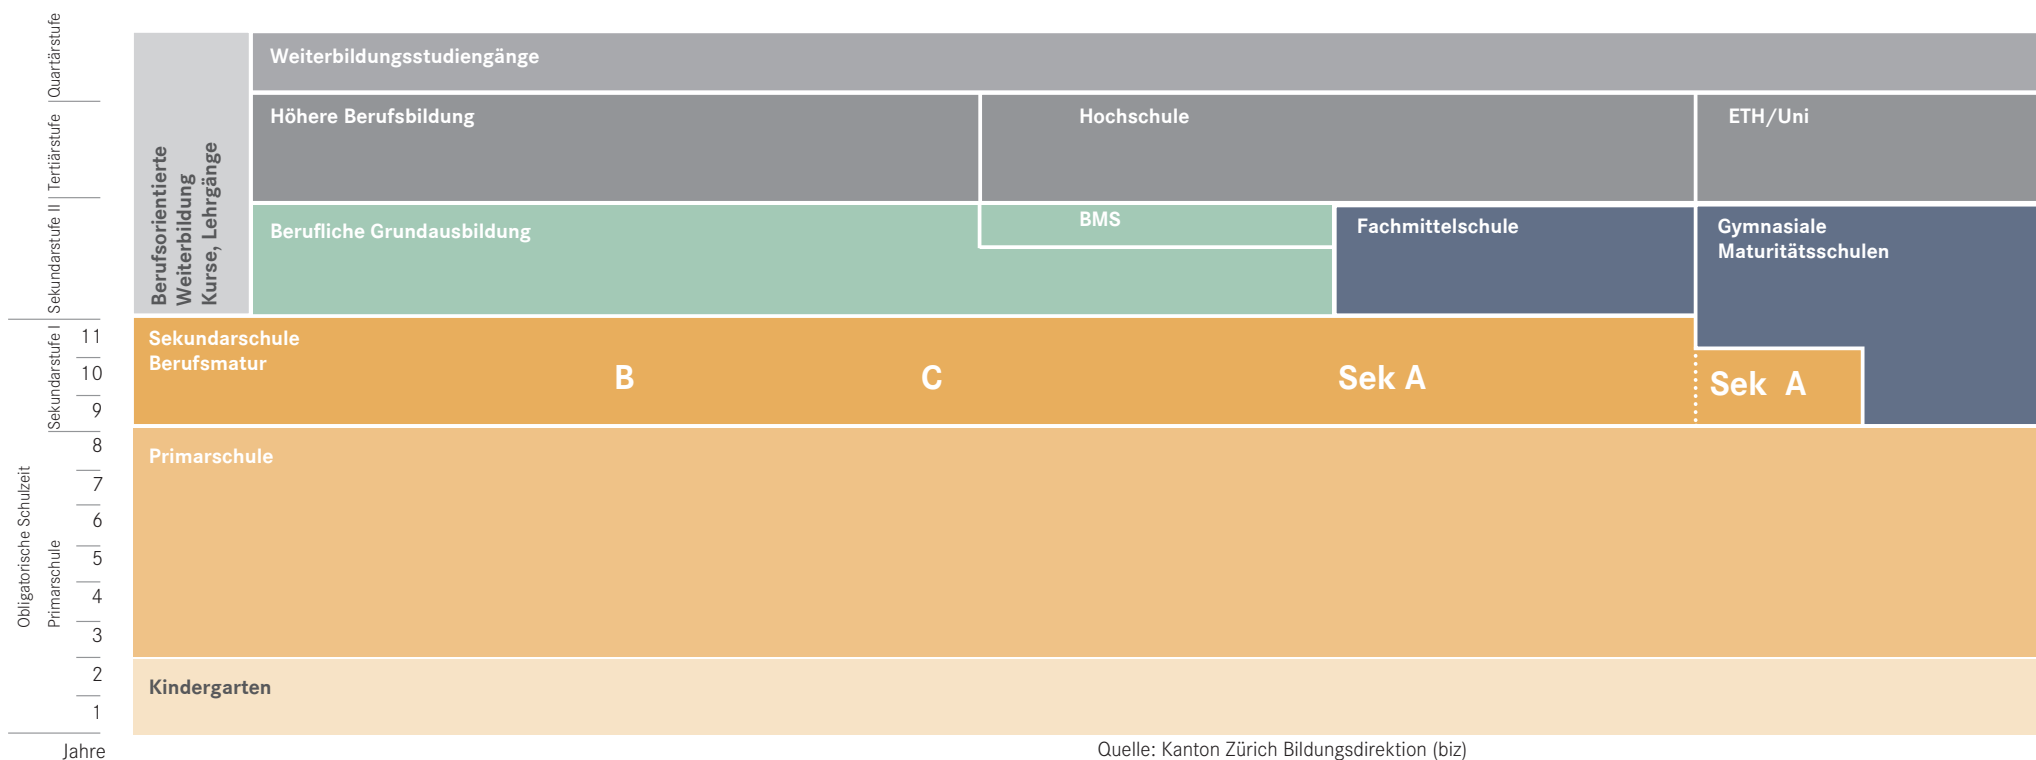 Quartärstufe
Weiterbildungsstudiengänge
Tertiärstufe
Höhere Berufsbildung
Hochschule
ETH/Uni
Berufsorientierte
Weiterbildung
Kurse, Lehrgänge
Sekundarstufe II
Berufliche Grundausbildung
BMS
Fachmittelschule
Gymnasiale
Maturitätsschulen
Sekundarstufe I
11
10
9
Sekundarschule
Berufsmatur
B
C
Sek A
Sek A
Obligatorische Schulzeit
Primarschule
8
7
6
5
4
3
2
1
Primarschule
Kindergarten
Jahre
Quelle: Kanton Zürich Bildungsdirektion (biz)